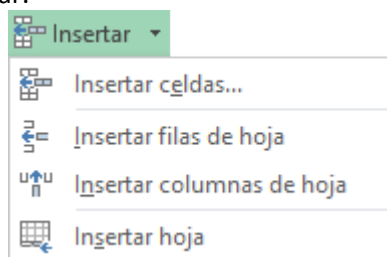 Insertar
Insertar celdas...
Insertar filas de hoja
Insertar columnas de hoja
Insertar hoja